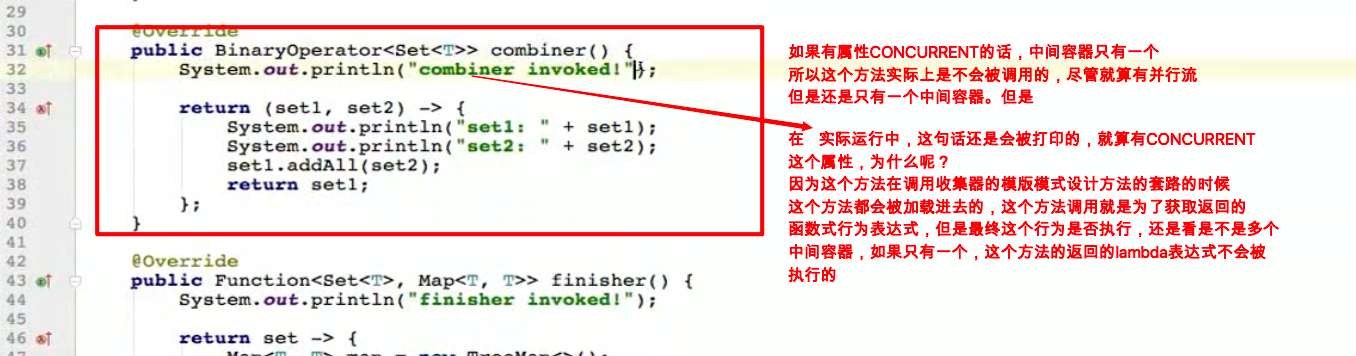 29
30 @Override
31 public BinaryOperator<Set<T>> combiner() {
32 System.out.println("combiner invoked!");
33
34 return (set1, set2) -> {
35 System.out.println("set1: " + set1);
36 System.out.println("set2: " + set2);
37 set1.addAll(set2);
38 return set1;
39 };
40 }
41
42 @Override
43 public Function<Set<T>, Map<T, T>> finisher() {
44 System.out.println("finisher invoked!");
45
46 return set -> {
如果有属性CONCURRENT的话，中间容器只有一个
所以这个方法实际上是不会被调用的，尽管就算有并行流
但是还是只有一个中间容器。但是
在 实际运行中，这句话还是会被打印的，就算有CONCURRENT
这个属性，为什么呢？
因为这个方法在调用收集器的模版模式设计方法的套路的时候
这个方法都会被加载进去的，这个方法调用就是为了获取返回的
函数式行为表达式，但是最终这个行为是否执行，还是看是不是多个
中间容器，如果只有一个，这个方法的返回的lambda表达式不会被
执行的